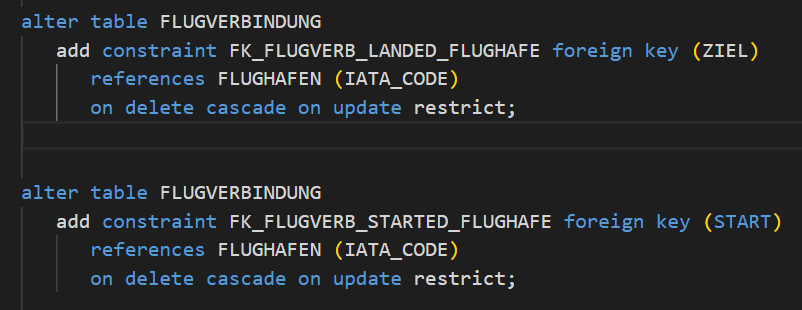 alter table FLUGVERBINDUNG
add constraint FK_FLUGVERB_LANDED_FLUGHAFE foreign key (ZIEL)
references FLUGHAFEN (IATA_CODE)
on delete cascade on update restrict;
alter table FLUGVERBINDUNG
add constraint FK_FLUGVERB_STARTED_FLUGHAFE foreign key (START)
references FLUGHAFEN (IATA_CODE)
on delete cascade on update restrict;